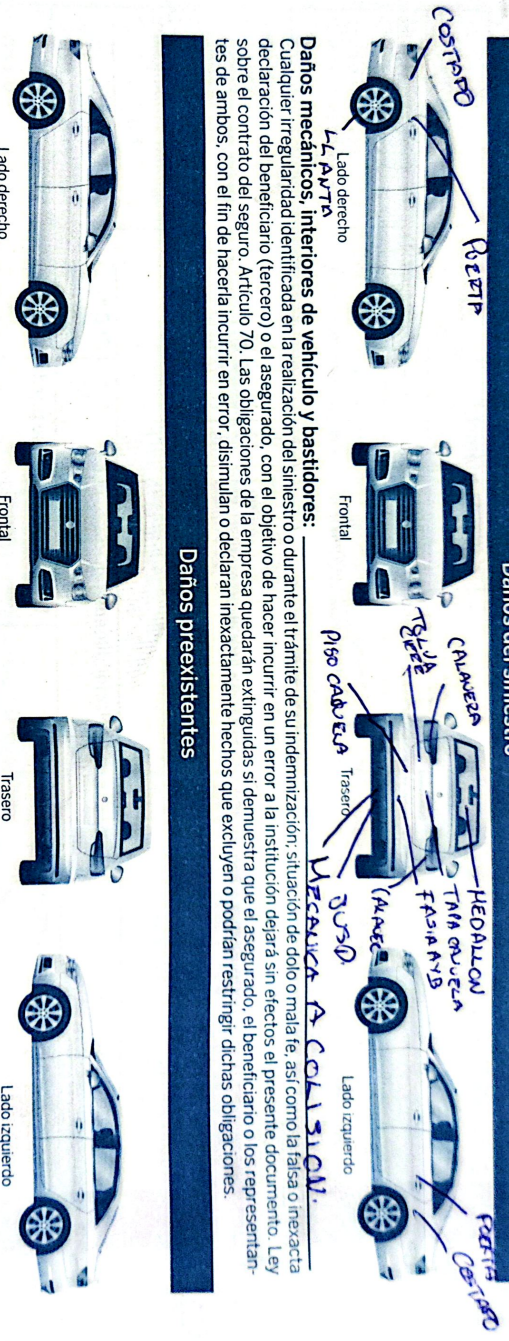 Daños del siniestro
COSTADO
PUERTA
LLANTA
Lado derecho
Frontal
TOLVA
CIERRE
CALAVERA
MEDALLON
TAPA CAJUELA
FASIA A Y B
PISO CAJUELA
Trasero
PUERTA
COSTADO
Lado izquierdo
Daños mecánicos, interiores de vehículo y bastidores: MECANICA A COLISION.
Cualquier irregularidad identificada en la realización del siniestro o durante el trámite de su indemnización; situación de dolo o mala fe, así como la falsa o inexacta
declaración del beneficiario (tercero) o el asegurado, con el objetivo de hacer incurrir en un error a la institución dejará sin efectos el presente documento. Ley
sobre el contrato del seguro. Artículo 70. Las obligaciones de la empresa quedarán extinguidas si demuestra que el asegurado, el beneficiario o los representan-
tes de ambos, con el fin de hacerla incurrir en error, disimulan o declaran inexactamente hechos que excluyen o podrían restringir dichas obligaciones.
Daños preexistentes
Lado derecho
Frontal
Trasero
Lado izquierdo